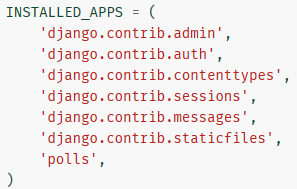 INSTALLED_APPS = (
    'django.contrib.admin',
    'django.contrib.auth',
    'django.contrib.contenttypes',
    'django.contrib.sessions',
    'django.contrib.messages',
    'django.contrib.staticfiles',
    'polls',
)